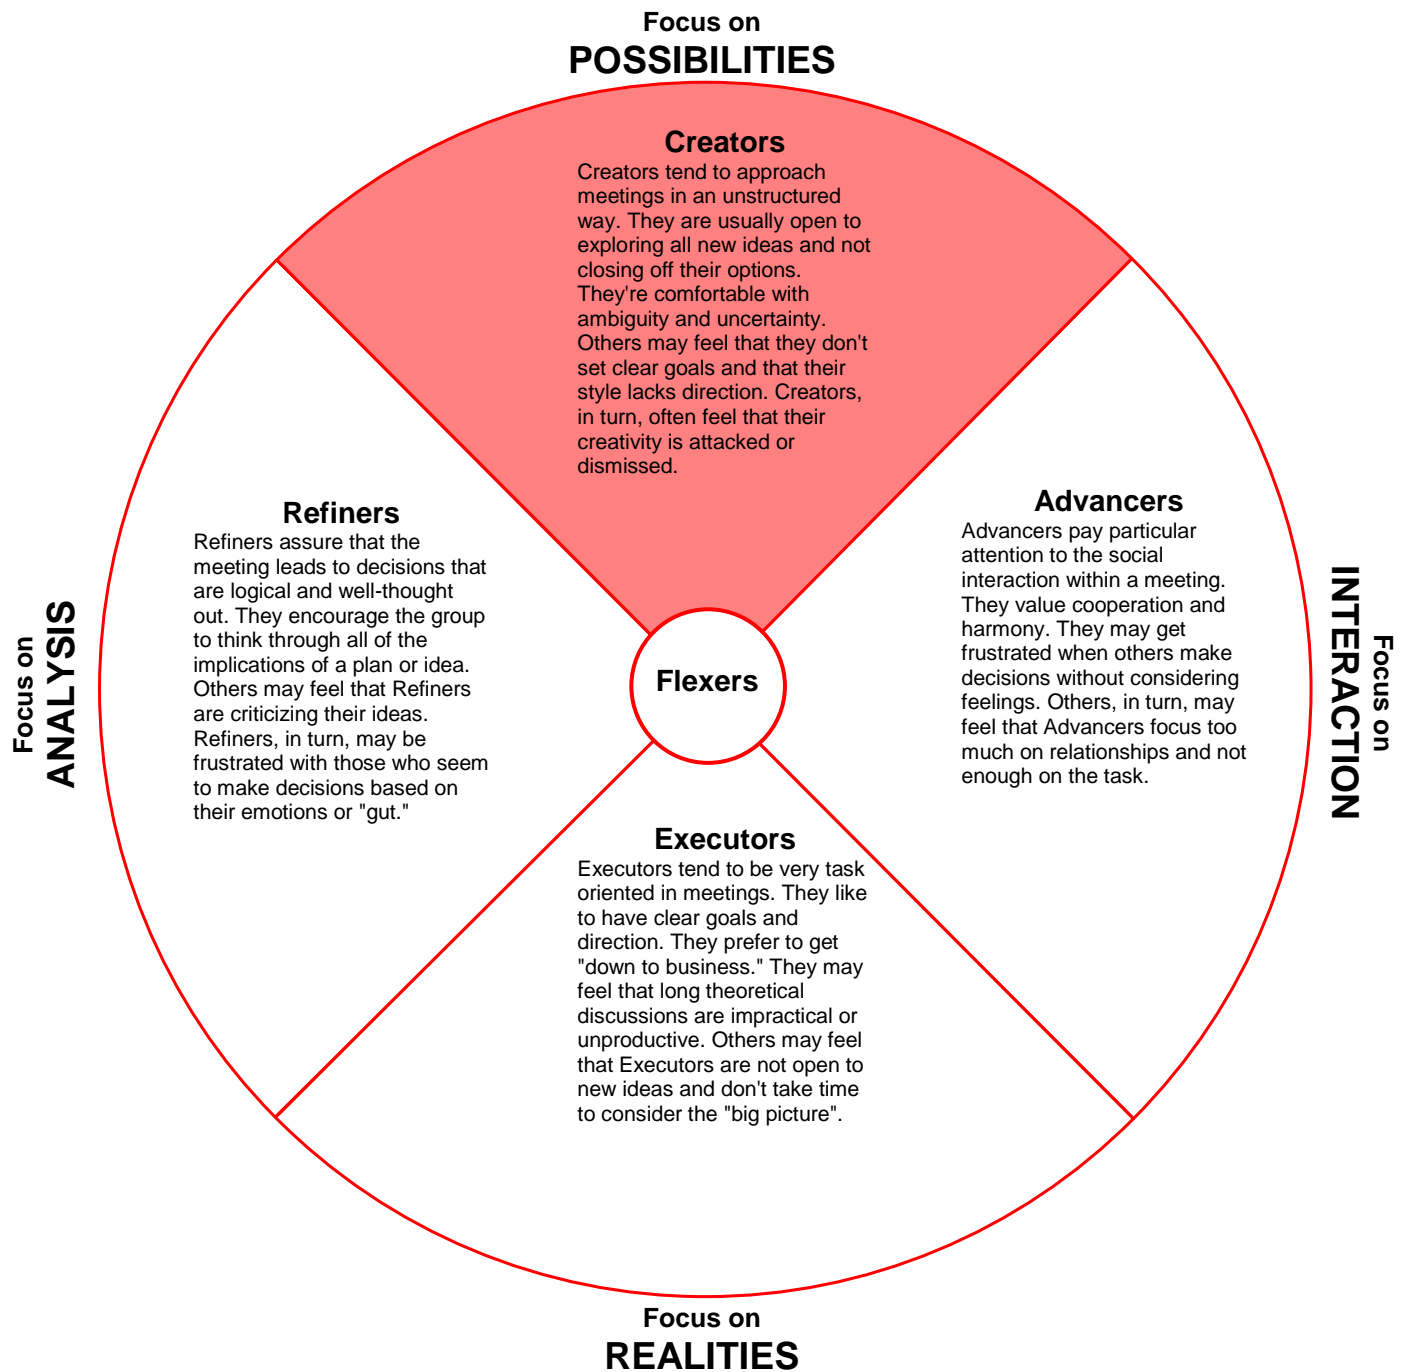 Focus on
POSSIBILITIES
Creators
Creators tend to approach
meetings in an unstructured
way. They are usually open to
exploring all new ideas and not
closing off their options.
They're comfortable with
ambiguity and uncertainty.
Others may feel that they don't
set clear goals and that their
style lacks direction. Creators,
in turn, often feel that their
creativity is attacked or
dismissed.
Focus on
ANALYSIS
Refiners
Refiners assure that the
meeting leads to decisions that
are logical and well-thought
out. They encourage the group
to think through all of the
implications of a plan or idea.
Others may feel that Refiners
are criticizing their ideas.
Refiners, in turn, may be
frustrated with those who seem
to make decisions based on
their emotions or "gut."
Flexers
Advancers
Advancers pay particular
attention to the social
interaction within a meeting.
They value cooperation and
harmony. They may get
frustrated when others make
decisions without considering
feelings. Others, in turn, may
feel that Advancers focus too
much on relationships and not
enough on the task.
Focus on
INTERACTION
Executors
Executors tend to be very task
oriented in meetings. They like
to have clear goals and
direction. They prefer to get
"down to business." They may
feel that long theoretical
discussions are impractical or
unproductive. Others may feel
that Executors are not open to
new ideas and don't take time
to consider the "big picture".
Focus on
REALITIES